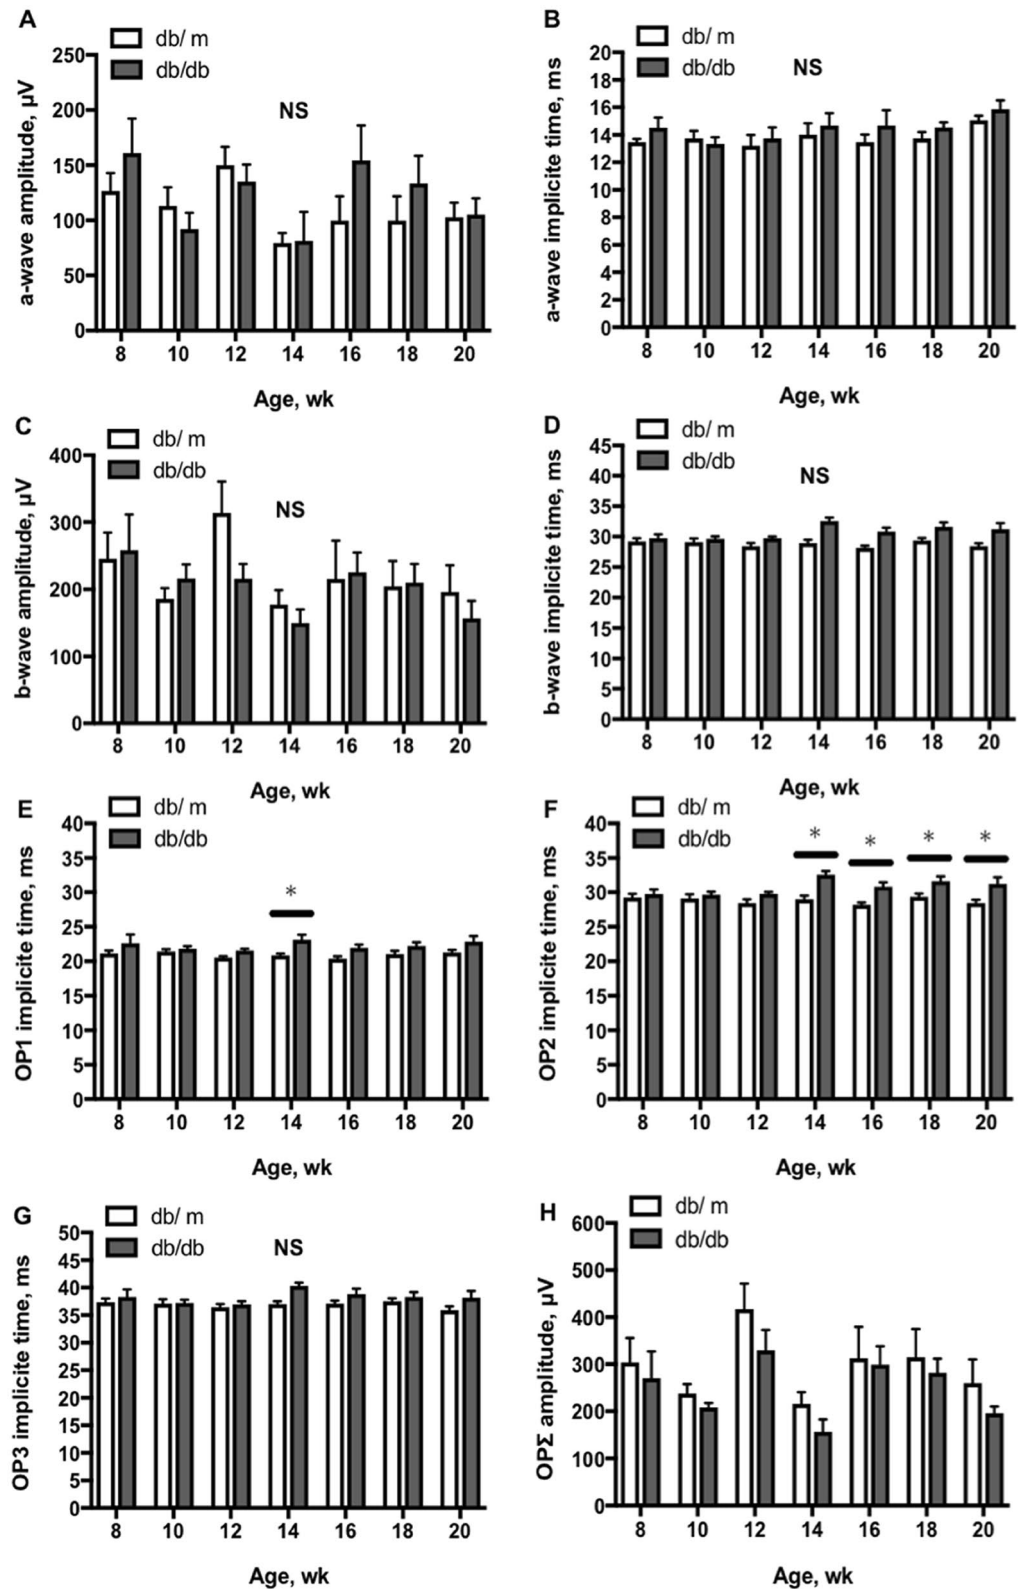 A
db/ m
db/db
NS
a-wave amplitude, µV
250
200
150
100
50
0
8 10 12 14 16 18 20
Age, wk
B
db/ m
db/db
NS
a-wave implicite time, ms
20
18
16
14
12
10
8
6
4
2
0
8 10 12 14 16 18 20
Age, wk
C
db/ m
db/db
NS
b-wave amplitude, µV
400
300
200
100
0
8 10 12 14 16 18 20
Age, wk
D
db/ m
db/db
NS
b-wave implicite time, ms
45
40
35
30
25
20
15
10
5
0
8 10 12 14 16 18 20
Age, wk
E
db/ m
db/db
*
OP1 implicite time, ms
40
35
30
25
20
15
10
5
0
8 10 12 14 16 18 20
Age, wk
F
db/ m
db/db
* * * *
OP2 implicite time, ms
40
35
30
25
20
15
10
5
0
8 10 12 14 16 18 20
Age, wk
G
db/ m
db/db
NS
OP3 implicite time, ms
50
45
40
35
30
25
20
15
10
5
0
8 10 12 14 16 18 20
Age, wk
H
db/ m
db/db
OPΣ amplitude, µV
600
500
400
300
200
100
0
8 10 12 14 16 18 20
Age, wk